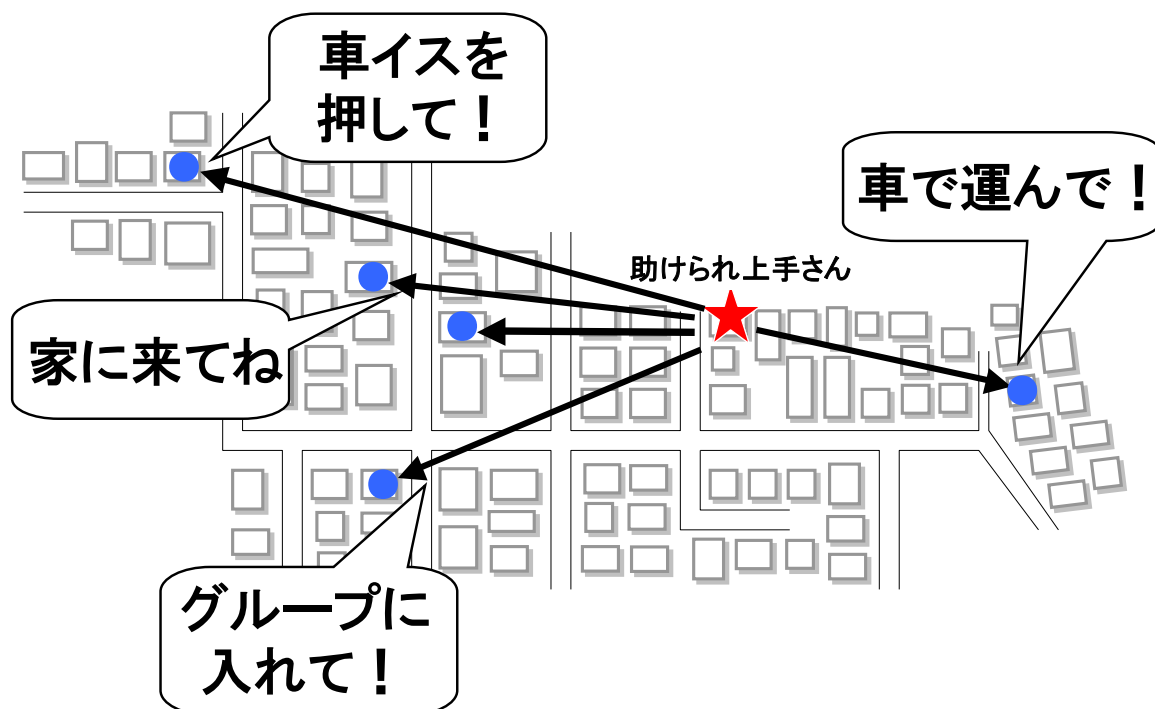 車イスを
押して！
車で運んで！
助けられ上手さん
家に来てね
グループに
入れて！